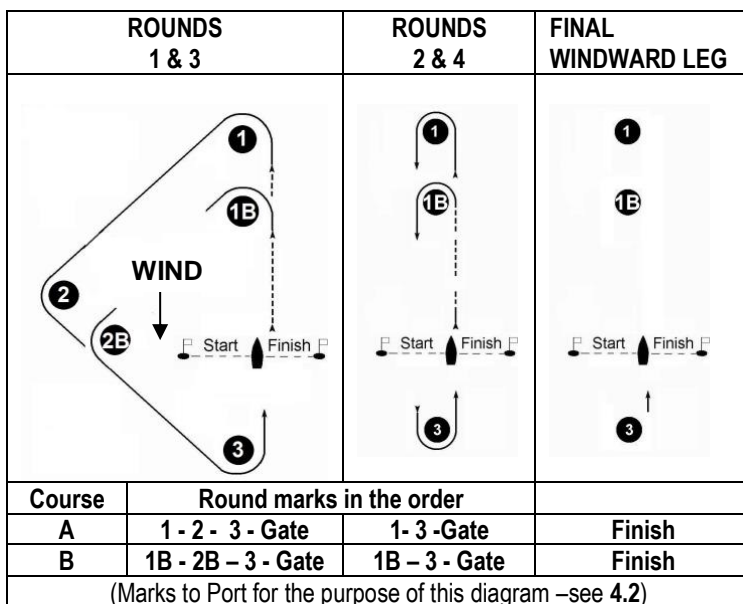 ROUNDS
1 & 3
ROUNDS
2 & 4
FINAL
WINDWARD LEG
1
1B
2
WIND
2B
Start Finish
3
1
1B
Start Finish
3
1
1B
Start Finish
3
Course Round marks in the order
A 1 - 2 - 3 - Gate 1- 3 -Gate Finish
B 1B - 2B – 3 - Gate 1B – 3 - Gate Finish
(Marks to Port for the purpose of this diagram –see 4.2)